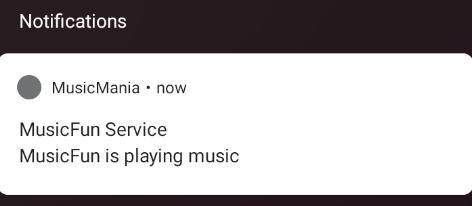 Notifications
MusicMania • now
MusicFun Service
MusicFun is playing music